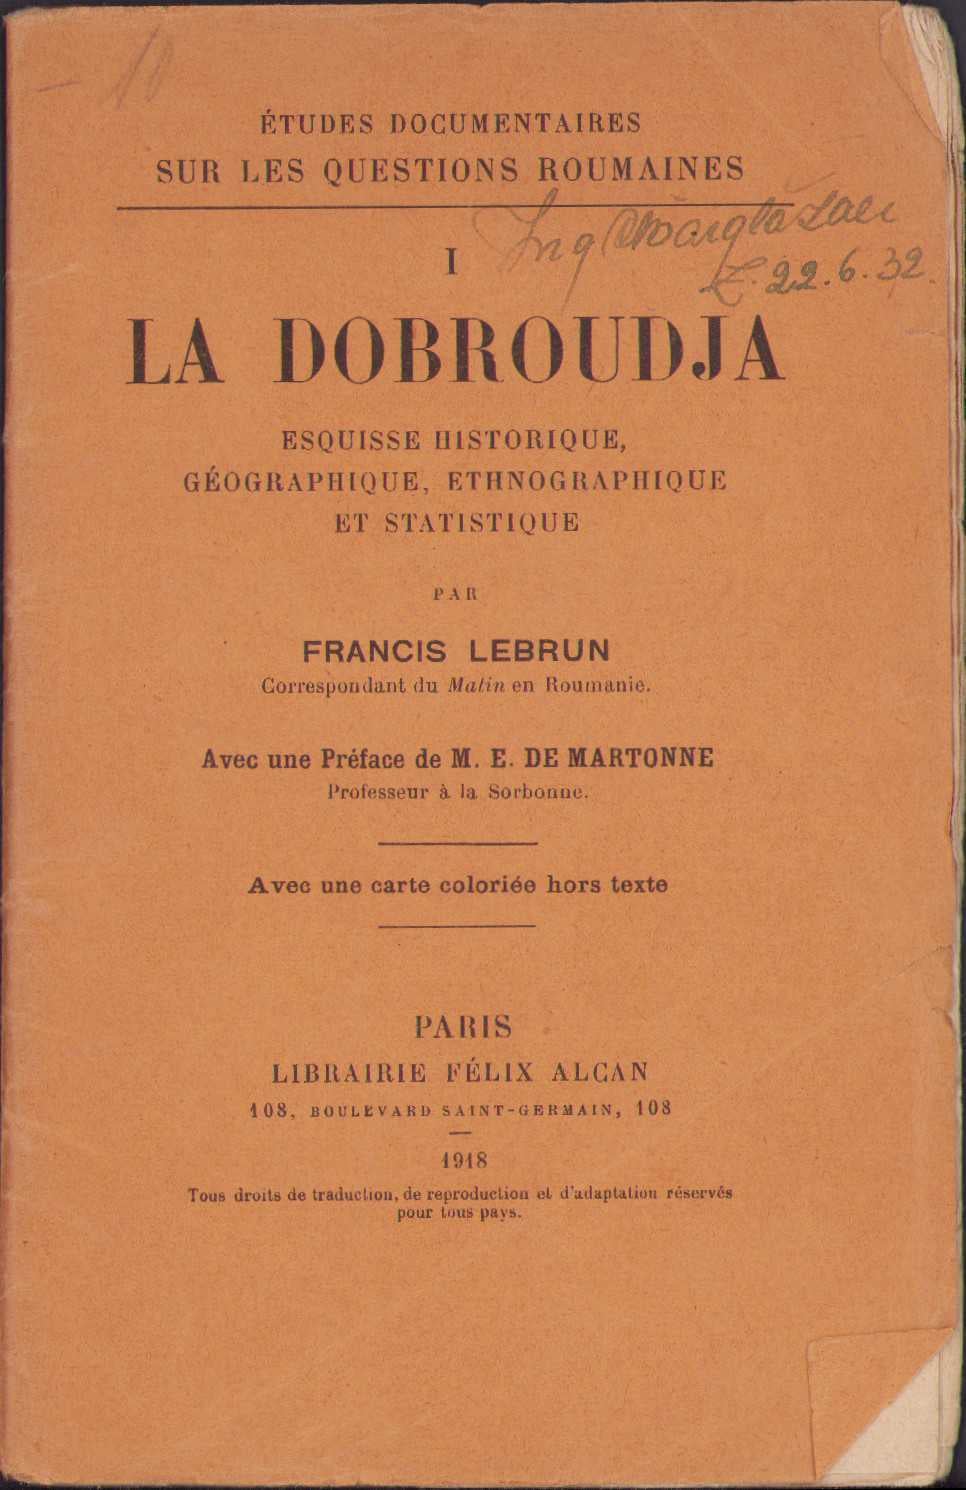 10
ÉTUDES DOCUMENTAIRES
SUR LES QUESTIONS ROUMAINES
Ing
22.6.32
I
LA DOBROUDJA
ESQUISSE HISTORIQUE,
GÉOGRAPHIQUE, ETHNOGRAPHIQUE
ET STATISTIQUE
PAR
FRANCIS LEBRUN
Correspondant du Matin en Roumanie.
Avec une Préface de M. E. DE MARTONNE
Professeur à la Sorbonne.
Avec une carte coloriée hors texte
PARIS
LIBRAIRIE FÉLIX ALCAN
108, BOULEVARD SAINT-GERMAIN, 108
1918
Tous droits de traduction, de reproduction et d'adaptation réservés
pour tous pays.